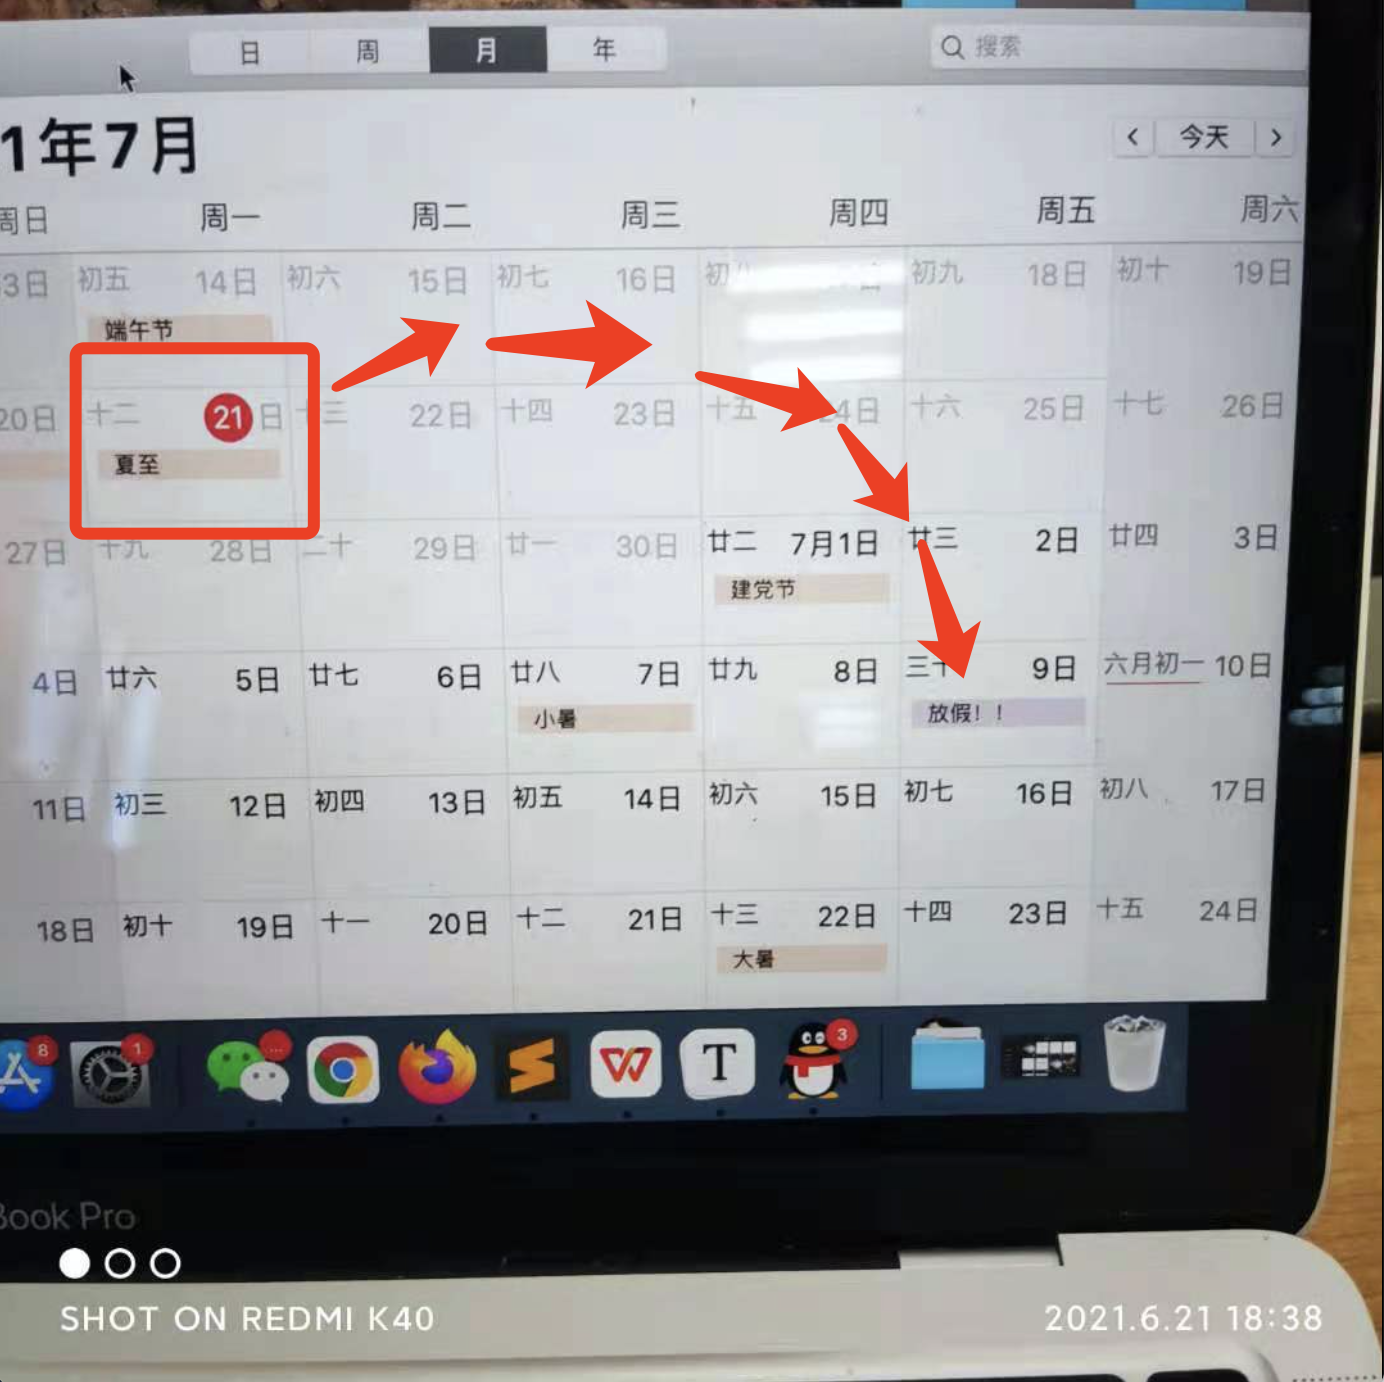 日 周 月 年 搜索
1年7月 今天
周日 周一 周二 周三 周四 周五 周六
3日 初五 14日 初六 15日 初七 16日 初八 初九 18日 初十 19日
端午节
20日 十二 21日 十三 22日 十四 23日 十五 24日 十六 25日 十七 26日
夏至
27日 十九 28日 二十 29日 廿一 30日 廿二 7月1日 廿三 2日 廿四 3日
建党节
4日 廿六 5日 廿七 6日 廿八 7日 廿九 8日 三十 9日 六月初一 10日
小暑 放假！！
11日 初三 12日 初四 13日 初五 14日 初六 15日 初七 16日 初八 17日
18日 初十 19日 十一 20日 十二 21日 十三 22日 十四 23日 十五 24日
大暑
8 1 ... W T 3
Book Pro
SHOT ON REDMI K40
2021.6.21 18:38